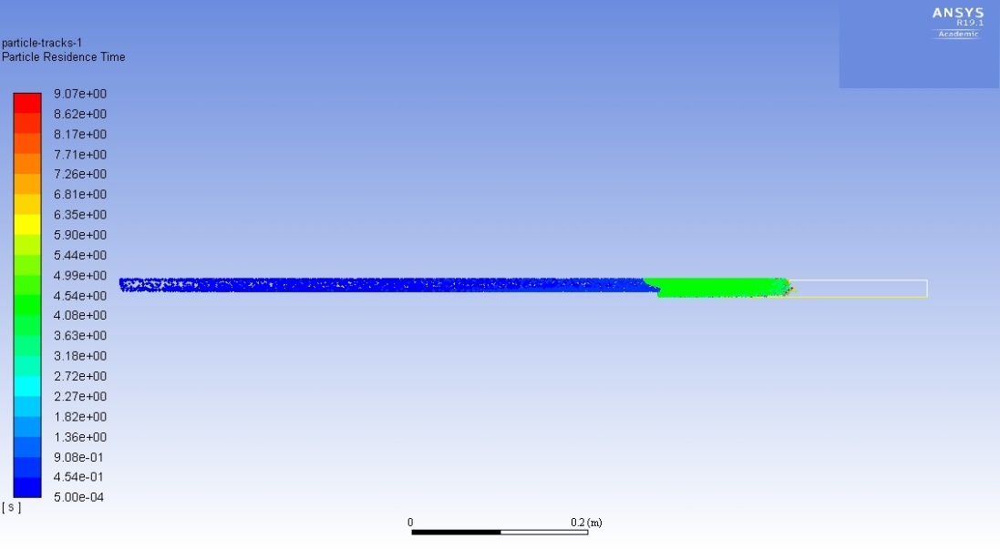 ANSYS
R19.1
Academic
particle-tracks-1
Particle Residence Time
9.07e+00
8.62e+00
8.17e+00
7.71e+00
7.26e+00
6.81e+00
6.35e+00
5.90e+00
5.44e+00
4.99e+00
4.54e+00
4.08e+00
3.63e+00
3.18e+00
2.72e+00
2.27e+00
1.82e+00
1.36e+00
9.08e-01
4.54e-01
5.00e-04
[ s ]
0 0.2 (m)